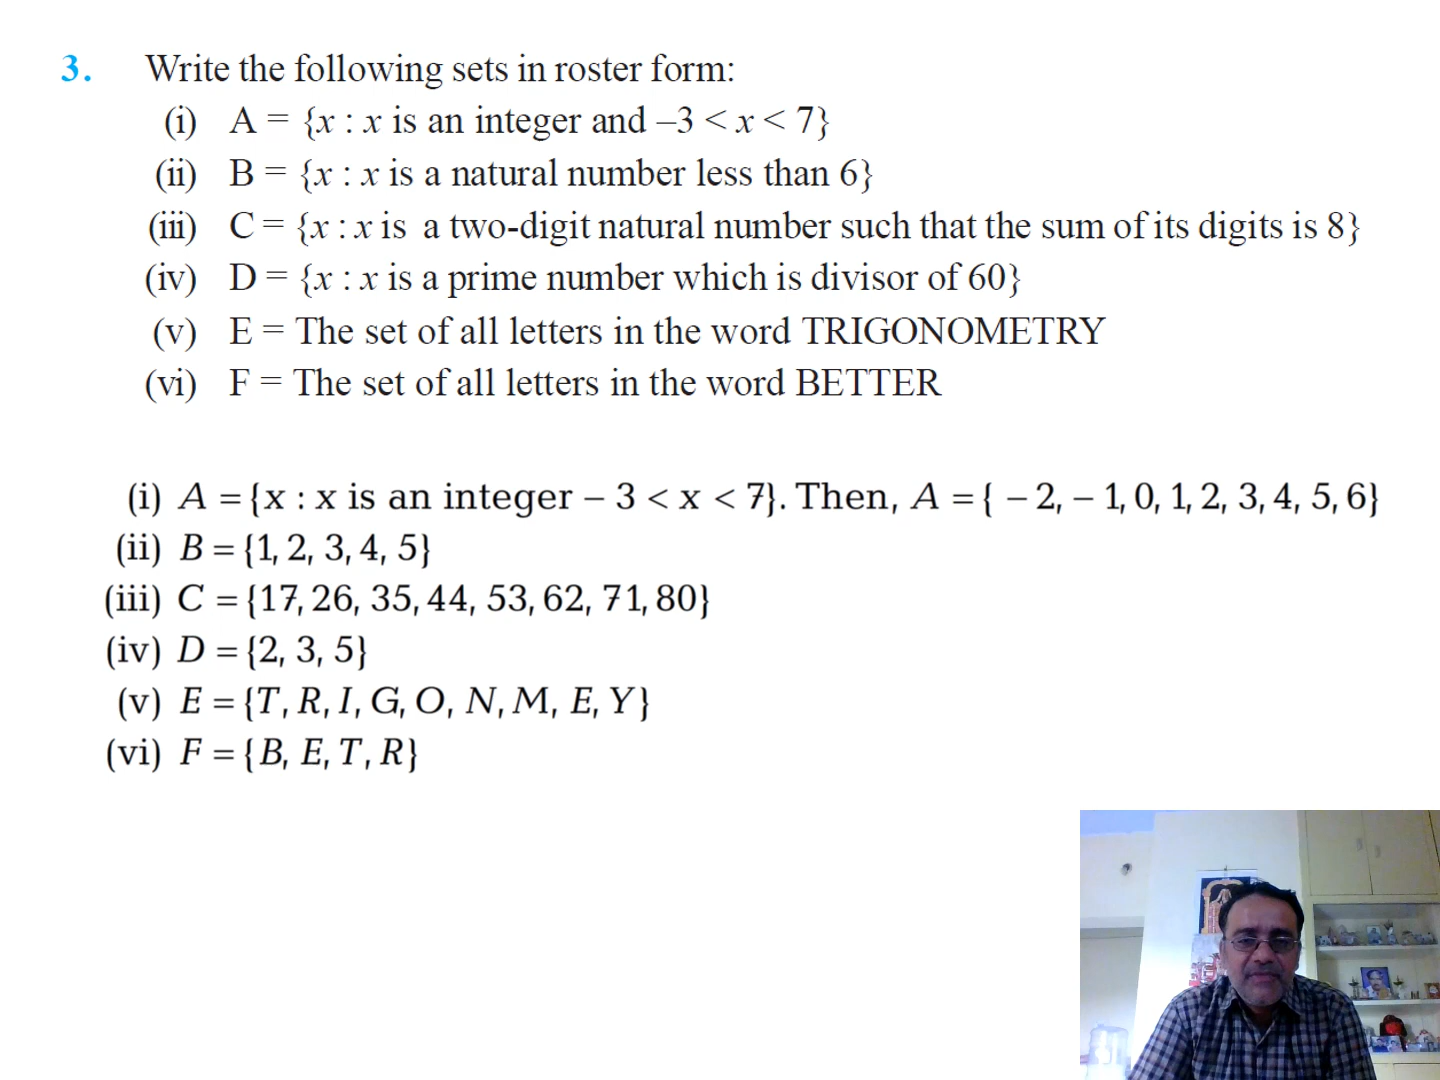 3. Write the following sets in roster form:
(i) A = {x : x is an integer and –3 < x < 7}
(ii) B = {x : x is a natural number less than 6}
(iii) C = {x : x is a two-digit natural number such that the sum of its digits is 8}
(iv) D = {x : x is a prime number which is divisor of 60}
(v) E = The set of all letters in the word TRIGONOMETRY
(vi) F = The set of all letters in the word BETTER
(i) A = {x : x is an integer – 3 < x < 7}. Then, A = { – 2, – 1, 0, 1, 2, 3, 4, 5, 6}
(ii) B = {1, 2, 3, 4, 5}
(iii) C = {17, 26, 35, 44, 53, 62, 71, 80}
(iv) D = {2, 3, 5}
(v) E = {T, R, I, G, O, N, M, E, Y}
(vi) F = {B, E, T, R}